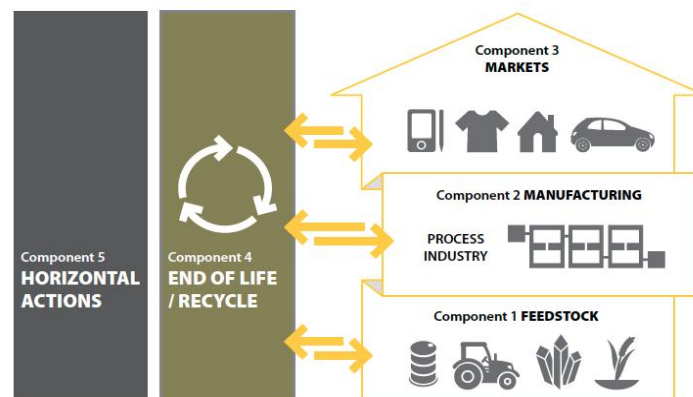 Component 5
HORIZONTAL
ACTIONS
Component 4
END OF LIFE
/ RECYCLE
Component 3
MARKETS
Component 2 MANUFACTURING
PROCESS
INDUSTRY
Component 1 FEEDSTOCK